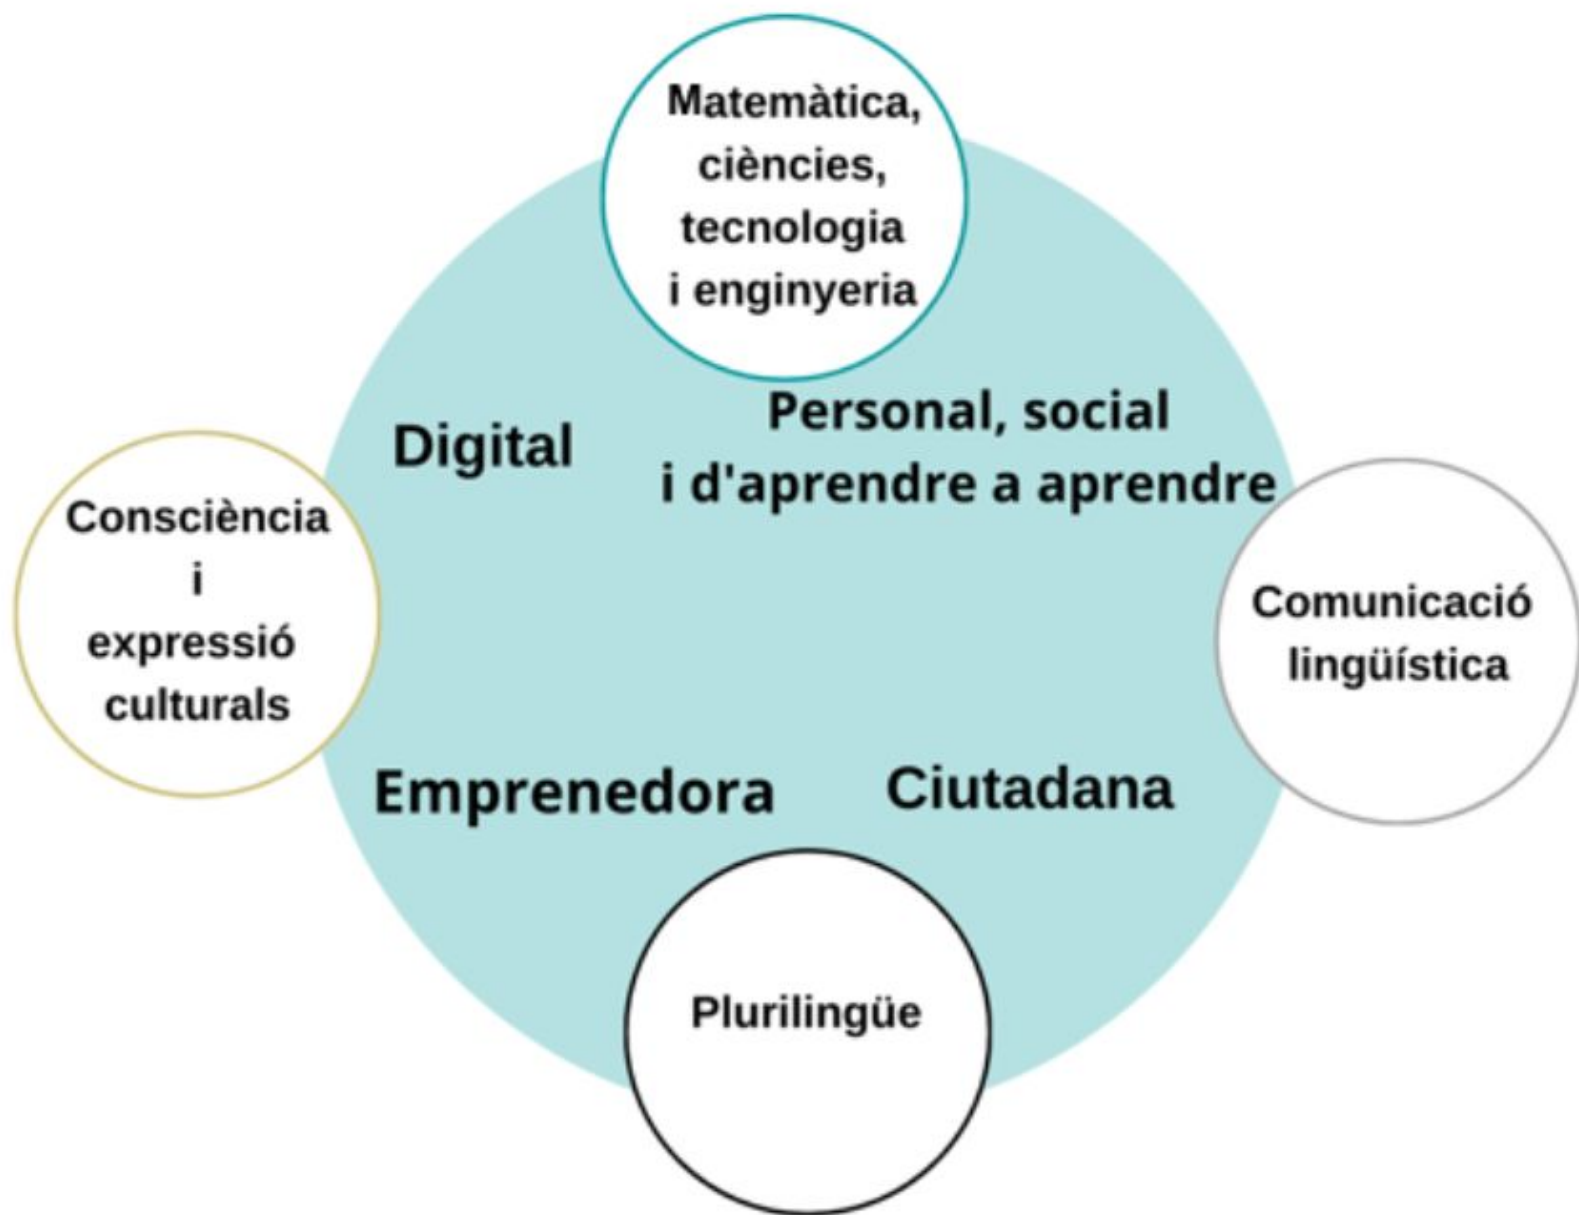 Matemàtica,
ciències,
tecnologia
i enginyeria
Digital
Personal, social
i d'aprendre a aprendre
Consciència
i
expressió
culturals
Comunicació
lingüística
Emprenedora
Ciutadana
Plurilingüe